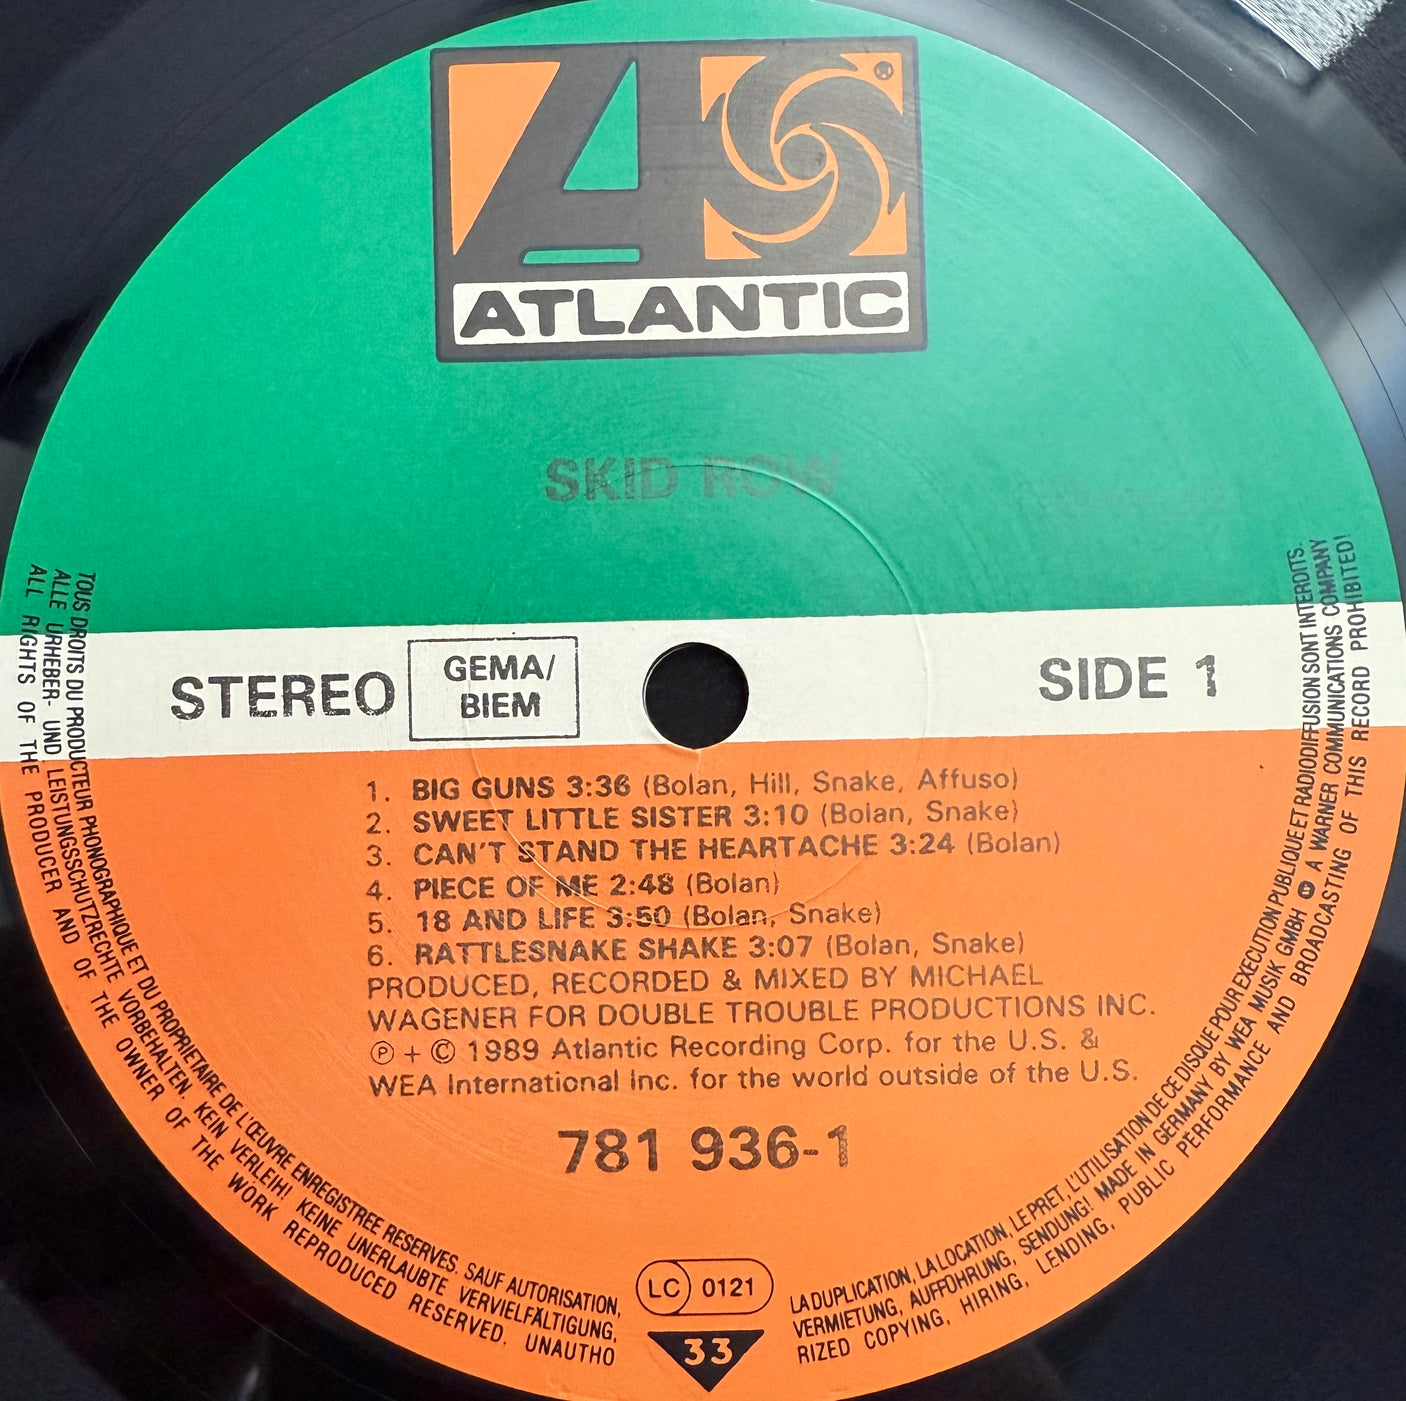 ATLANTIC
SKID ROW
STEREO
GEMA/
BIEM
SIDE 1
1. BIG GUNS 3:36 (Bolan, Hill, Snake, Affuso)
2. SWEET LITTLE SISTER 3:10 (Bolan, Snake)
3. CAN'T STAND THE HEARTACHE 3:24 (Bolan)
4. PIECE OF ME 2:48 (Bolan)
5. 18 AND LIFE 3:50 (Bolan, Snake)
6. RATTLESNAKE SHAKE 3:07 (Bolan, Snake)
PRODUCED, RECORDED & MIXED BY MICHAEL
WAGENER FOR DOUBLE TROUBLE PRODUCTIONS INC.
Ⓟ + © 1989 Atlantic Recording Corp. for the U.S. &
WEA International Inc. for the world outside of the U.S.
781 936-1
LC 0121
33
TOUS DROITS DU PRODUCTEUR PHONOGRAPHIQUE ET DU PROPRIETAIRE DE L'ŒUVRE ENREGISTREE RESERVES. SAUF AUTORISATION, LA DUPLICATION, LA LOCATION, LE PRET, L'UTILISATION DE CE DISQUE POUR EXECUTION PUBLIQUE ET RADIODIFFUSION SONT INTERDITS.
ALLE URHEBER- UND LEISTUNGSSCHUTZRECHTE VORBEHALTEN. KEIN VERLEIH! KEINE UNERLAUBTE VERVIELFÄLTIGUNG, VERMIETUNG, AUFFÜHRUNG, SENDUNG! MADE IN GERMANY BY WEA MUSIK GMBH A WARNER COMMUNICATIONS COMPANY
ALL RIGHTS OF THE PRODUCER AND OF THE OWNER OF THE WORK REPRODUCED RESERVED. UNAUTHORIZED COPYING, HIRING, LENDING, PUBLIC PERFORMANCE AND BROADCASTING OF THIS RECORD PROHIBITED!